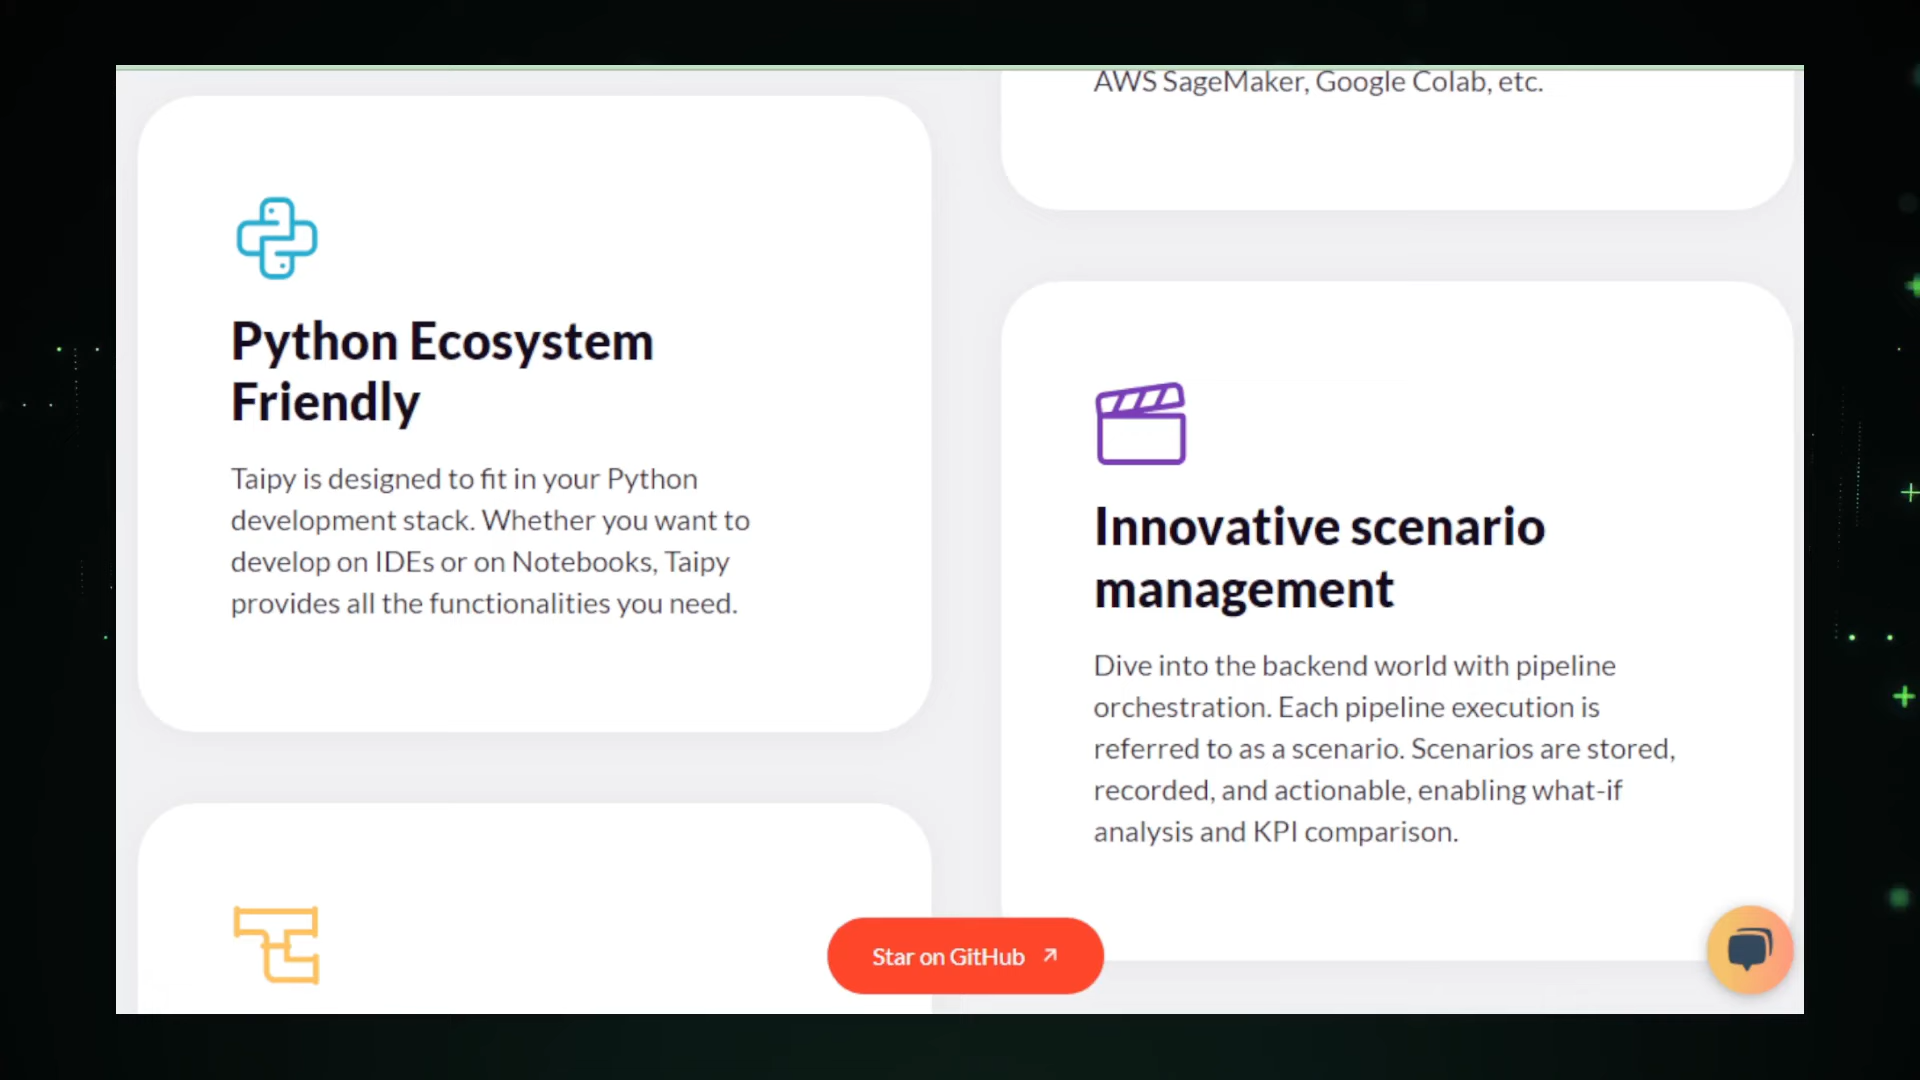 AWS SageMaker, Google Colab, etc.
Python Ecosystem
Friendly
Taipy is designed to fit in your Python
development stack. Whether you want to
develop on IDEs or on Notebooks, Taipy
provides all the functionalities you need.
Innovative scenario
management
Dive into the backend world with pipeline
orchestration. Each pipeline execution is
referred to as a scenario. Scenarios are stored,
recorded, and actionable, enabling what-if
analysis and KPI comparison.
Star on GitHub